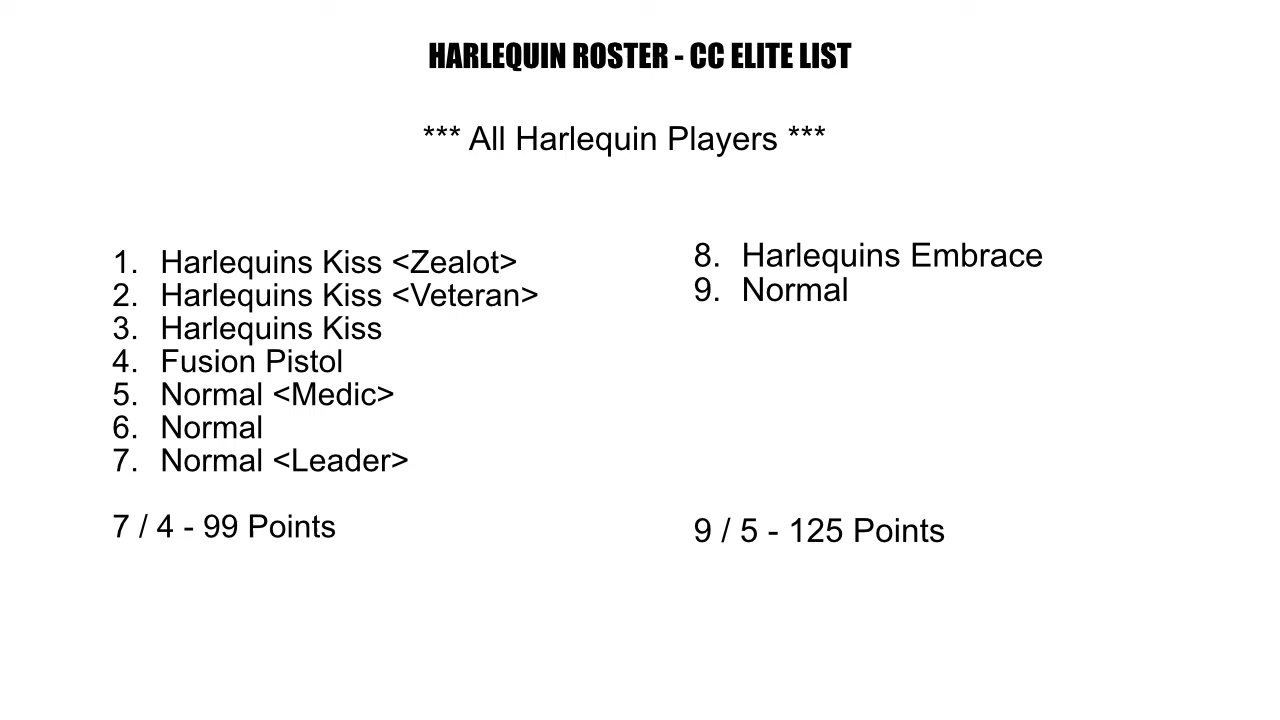 HARLEQUIN ROSTER - CC ELITE LIST
*** All Harlequin Players ***
1. Harlequins Kiss <Zealot>
2. Harlequins Kiss <Veteran>
3. Harlequins Kiss
4. Fusion Pistol
5. Normal <Medic>
6. Normal
7. Normal <Leader>
7 / 4 - 99 Points
8. Harlequins Embrace
9. Normal
9 / 5 - 125 Points